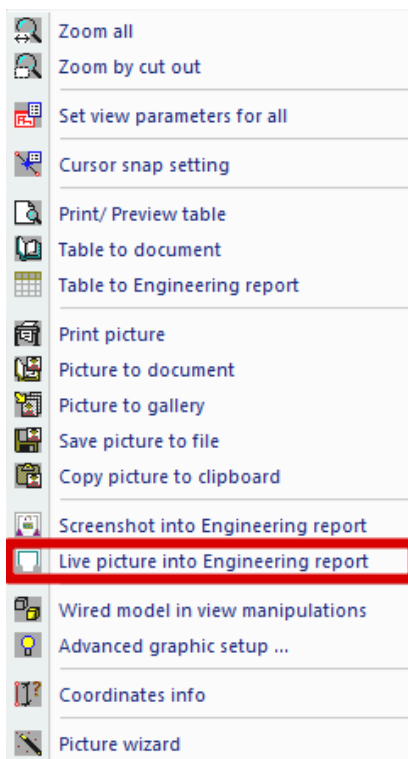 Zoom all
Zoom by cut out
Set view parameters for all
Cursor snap setting
Print/ Preview table
Table to document
Table to Engineering report
Print picture
Picture to document
Picture to gallery
Save picture to file
Copy picture to clipboard
Screenshot into Engineering report
Live picture into Engineering report
Wired model in view manipulations
Advanced graphic setup ...
Coordinates info
Picture wizard